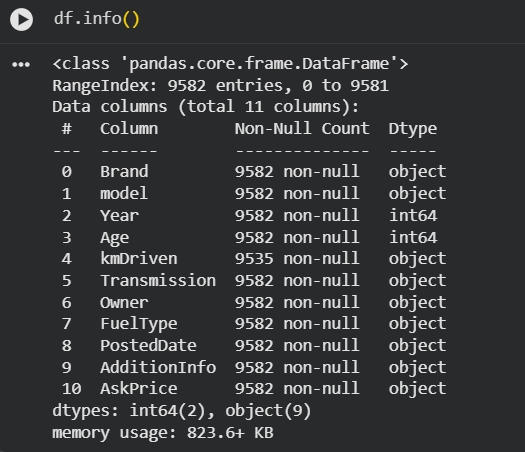 df.info()
<class 'pandas.core.frame.DataFrame'>
RangeIndex: 9582 entries, 0 to 9581
Data columns (total 11 columns):
 #   Column        Non-Null Count  Dtype
---  ------        --------------  -----
 0   Brand         9582 non-null   object
 1   model         9582 non-null   object
 2   Year          9582 non-null   int64
 3   Age           9582 non-null   int64
 4   kmDriven      9535 non-null   object
 5   Transmission  9582 non-null   object
 6   Owner         9582 non-null   object
 7   FuelType      9582 non-null   object
 8   PostedDate    9582 non-null   object
 9   AdditionInfo  9582 non-null   object
 10  AskPrice      9582 non-null   object
dtypes: int64(2), object(9)
memory usage: 823.6+ KB